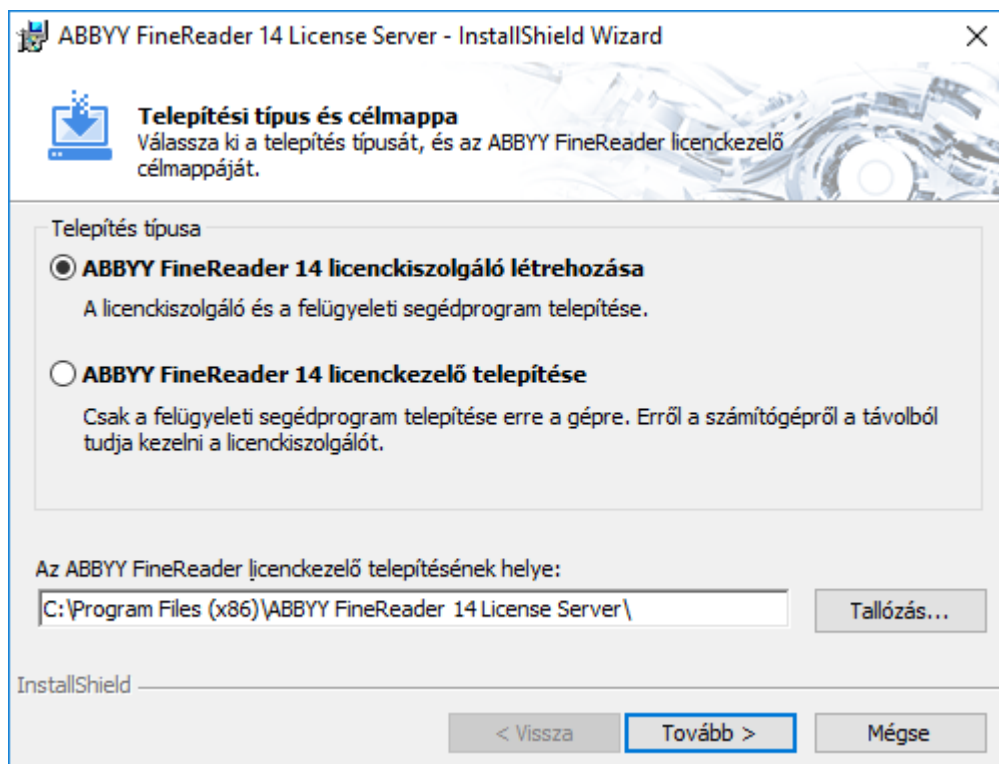 ABBYY FineReader 14 License Server - InstallShield Wizard
Telepítési típus és célmappa
Válassza ki a telepítés típusát, és az ABBYY FineReader licenckezelő
célmappáját.
Telepítés típusa
ABBYY FineReader 14 licenckiszolgáló létrehozása
A licenckiszolgáló és a felügyeleti segédprogram telepítése.
ABBYY FineReader 14 licenckezelő telepítése
Csak a felügyeleti segédprogram telepítése erre a gépre. Erről a számítógépről a távolból
tudja kezelni a licenckiszolgálót.
Az ABBYY FineReader licenckezelő telepítésének helye:
C:\Program Files (x86)\ABBYY FineReader 14 License Server\
Tallózás...
InstallShield
< Vissza
Tovább >
Mégse